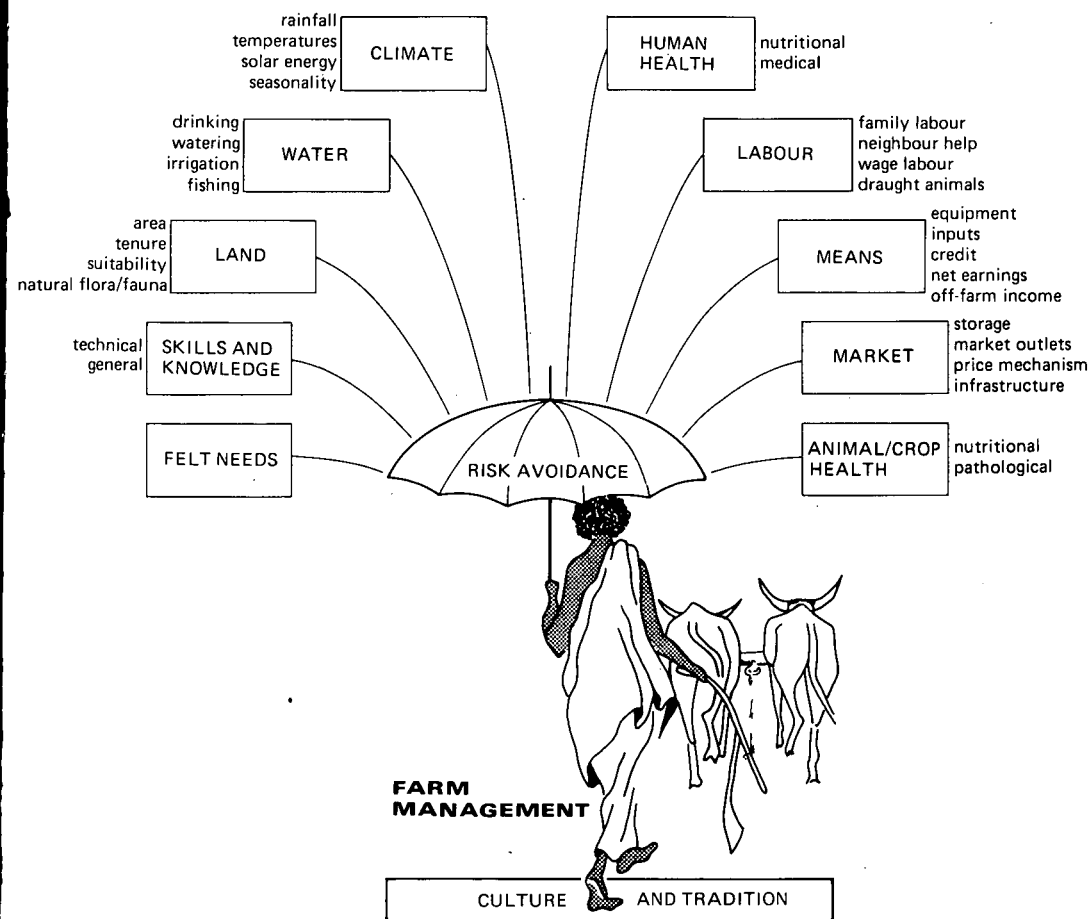 rainfall
temperatures
solar energy
seasonality
CLIMATE
HUMAN
HEALTH
nutritional
medical
drinking
watering
irrigation
fishing
WATER
LABOUR
family labour
neighbour help
wage labour
draught animals
area
tenure
suitability
natural flora/fauna
LAND
MEANS
equipment
inputs
credit
net earnings
off-farm income
technical
general
SKILLS AND
KNOWLEDGE
MARKET
storage
market outlets
price mechanism
infrastructure
FELT NEEDS
RISK AVOIDANCE
ANIMAL/CROP
HEALTH
nutritional
pathological
FARM
MANAGEMENT
CULTURE AND TRADITION